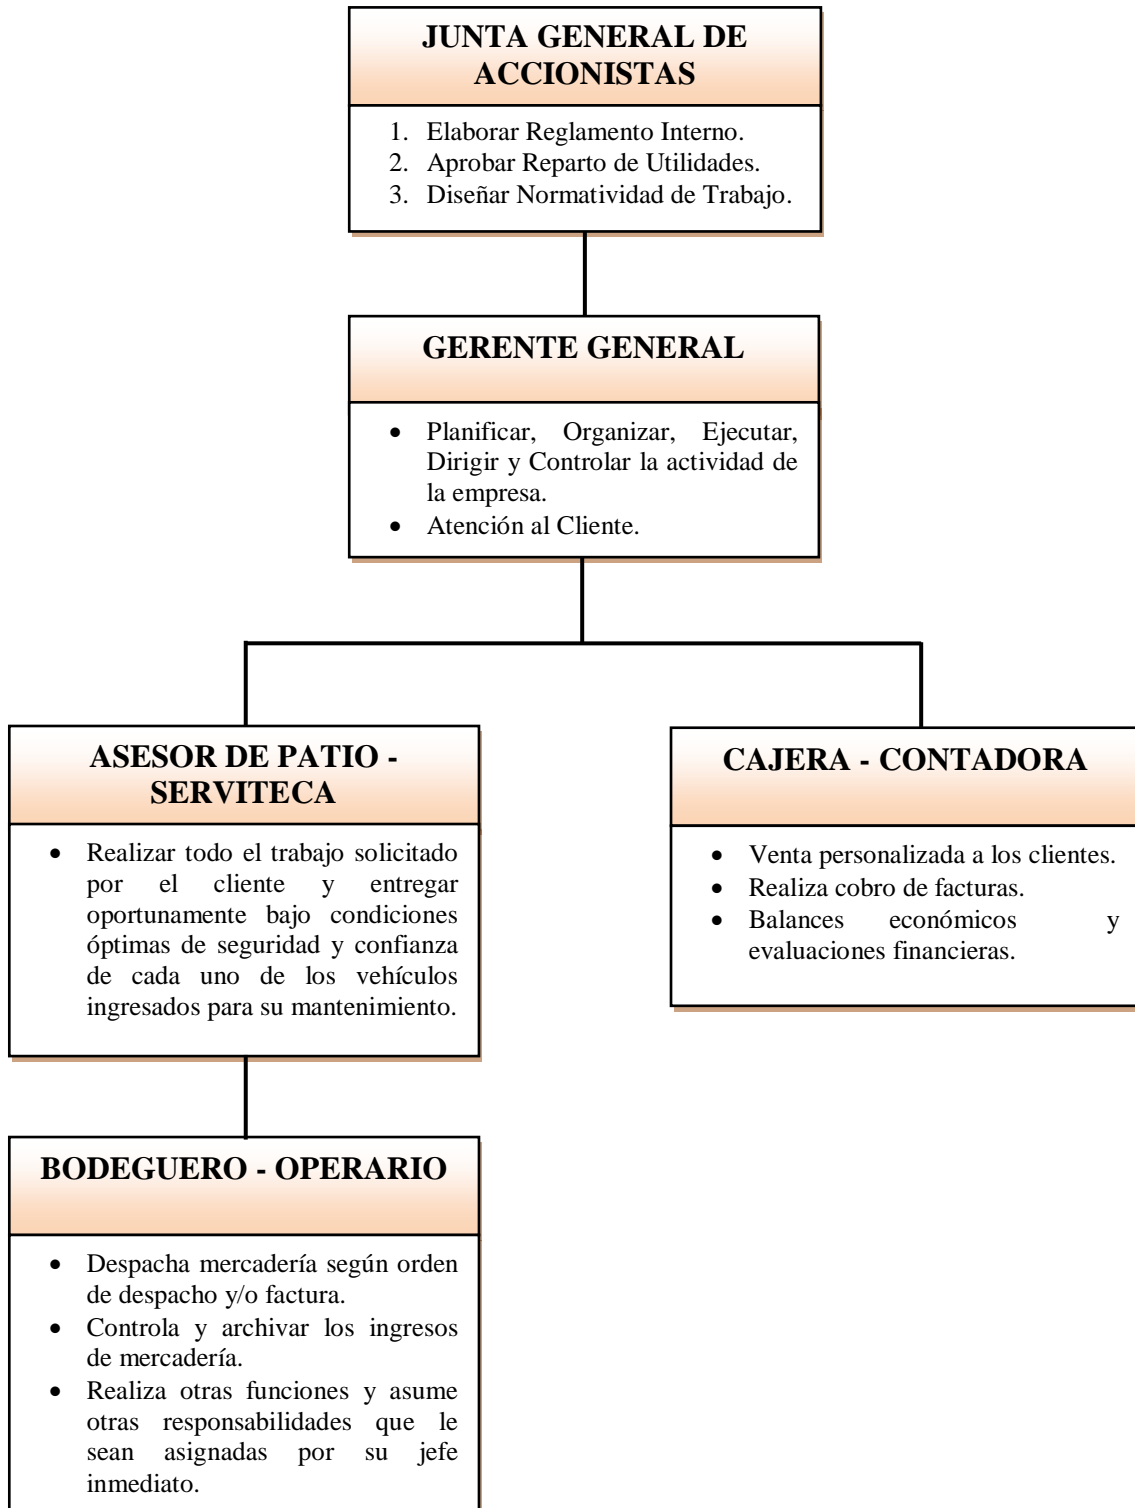 JUNTA GENERAL DE
ACCIONISTAS
1. Elaborar Reglamento Interno.
2. Aprobar Reparto de Utilidades.
3. Diseñar Normatividad de Trabajo.
GERENTE GENERAL
• Planificar, Organizar, Ejecutar,
Dirigir y Controlar la actividad de
la empresa.
• Atención al Cliente.
ASESOR DE PATIO -
SERVITECA
• Realizar todo el trabajo solicitado
por el cliente y entregar
oportunamente bajo condiciones
óptimas de seguridad y confianza
de cada uno de los vehículos
ingresados para su mantenimiento.
CAJERA - CONTADORA
• Venta personalizada a los clientes.
• Realiza cobro de facturas.
• Balances económicos y
evaluaciones financieras.
BODEGUERO - OPERARIO
• Despacha mercadería según orden
de despacho y/o factura.
• Controla y archivar los ingresos
de mercadería.
• Realiza otras funciones y asume
otras responsabilidades que le
sean asignadas por su jefe
inmediato.